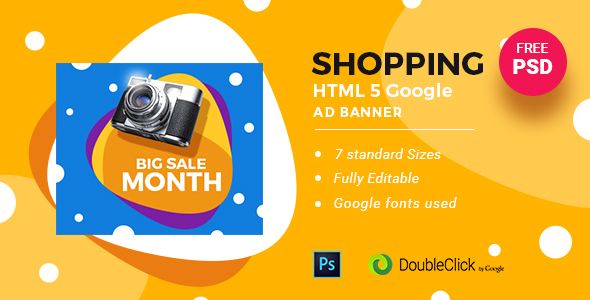 BIG SALE
MONTH
SHOPPING
HTML 5 Google
AD BANNER
FREE
PSD
7 standard Sizes
Fully Editable
Google fonts used
Ps
DoubleClick by Google